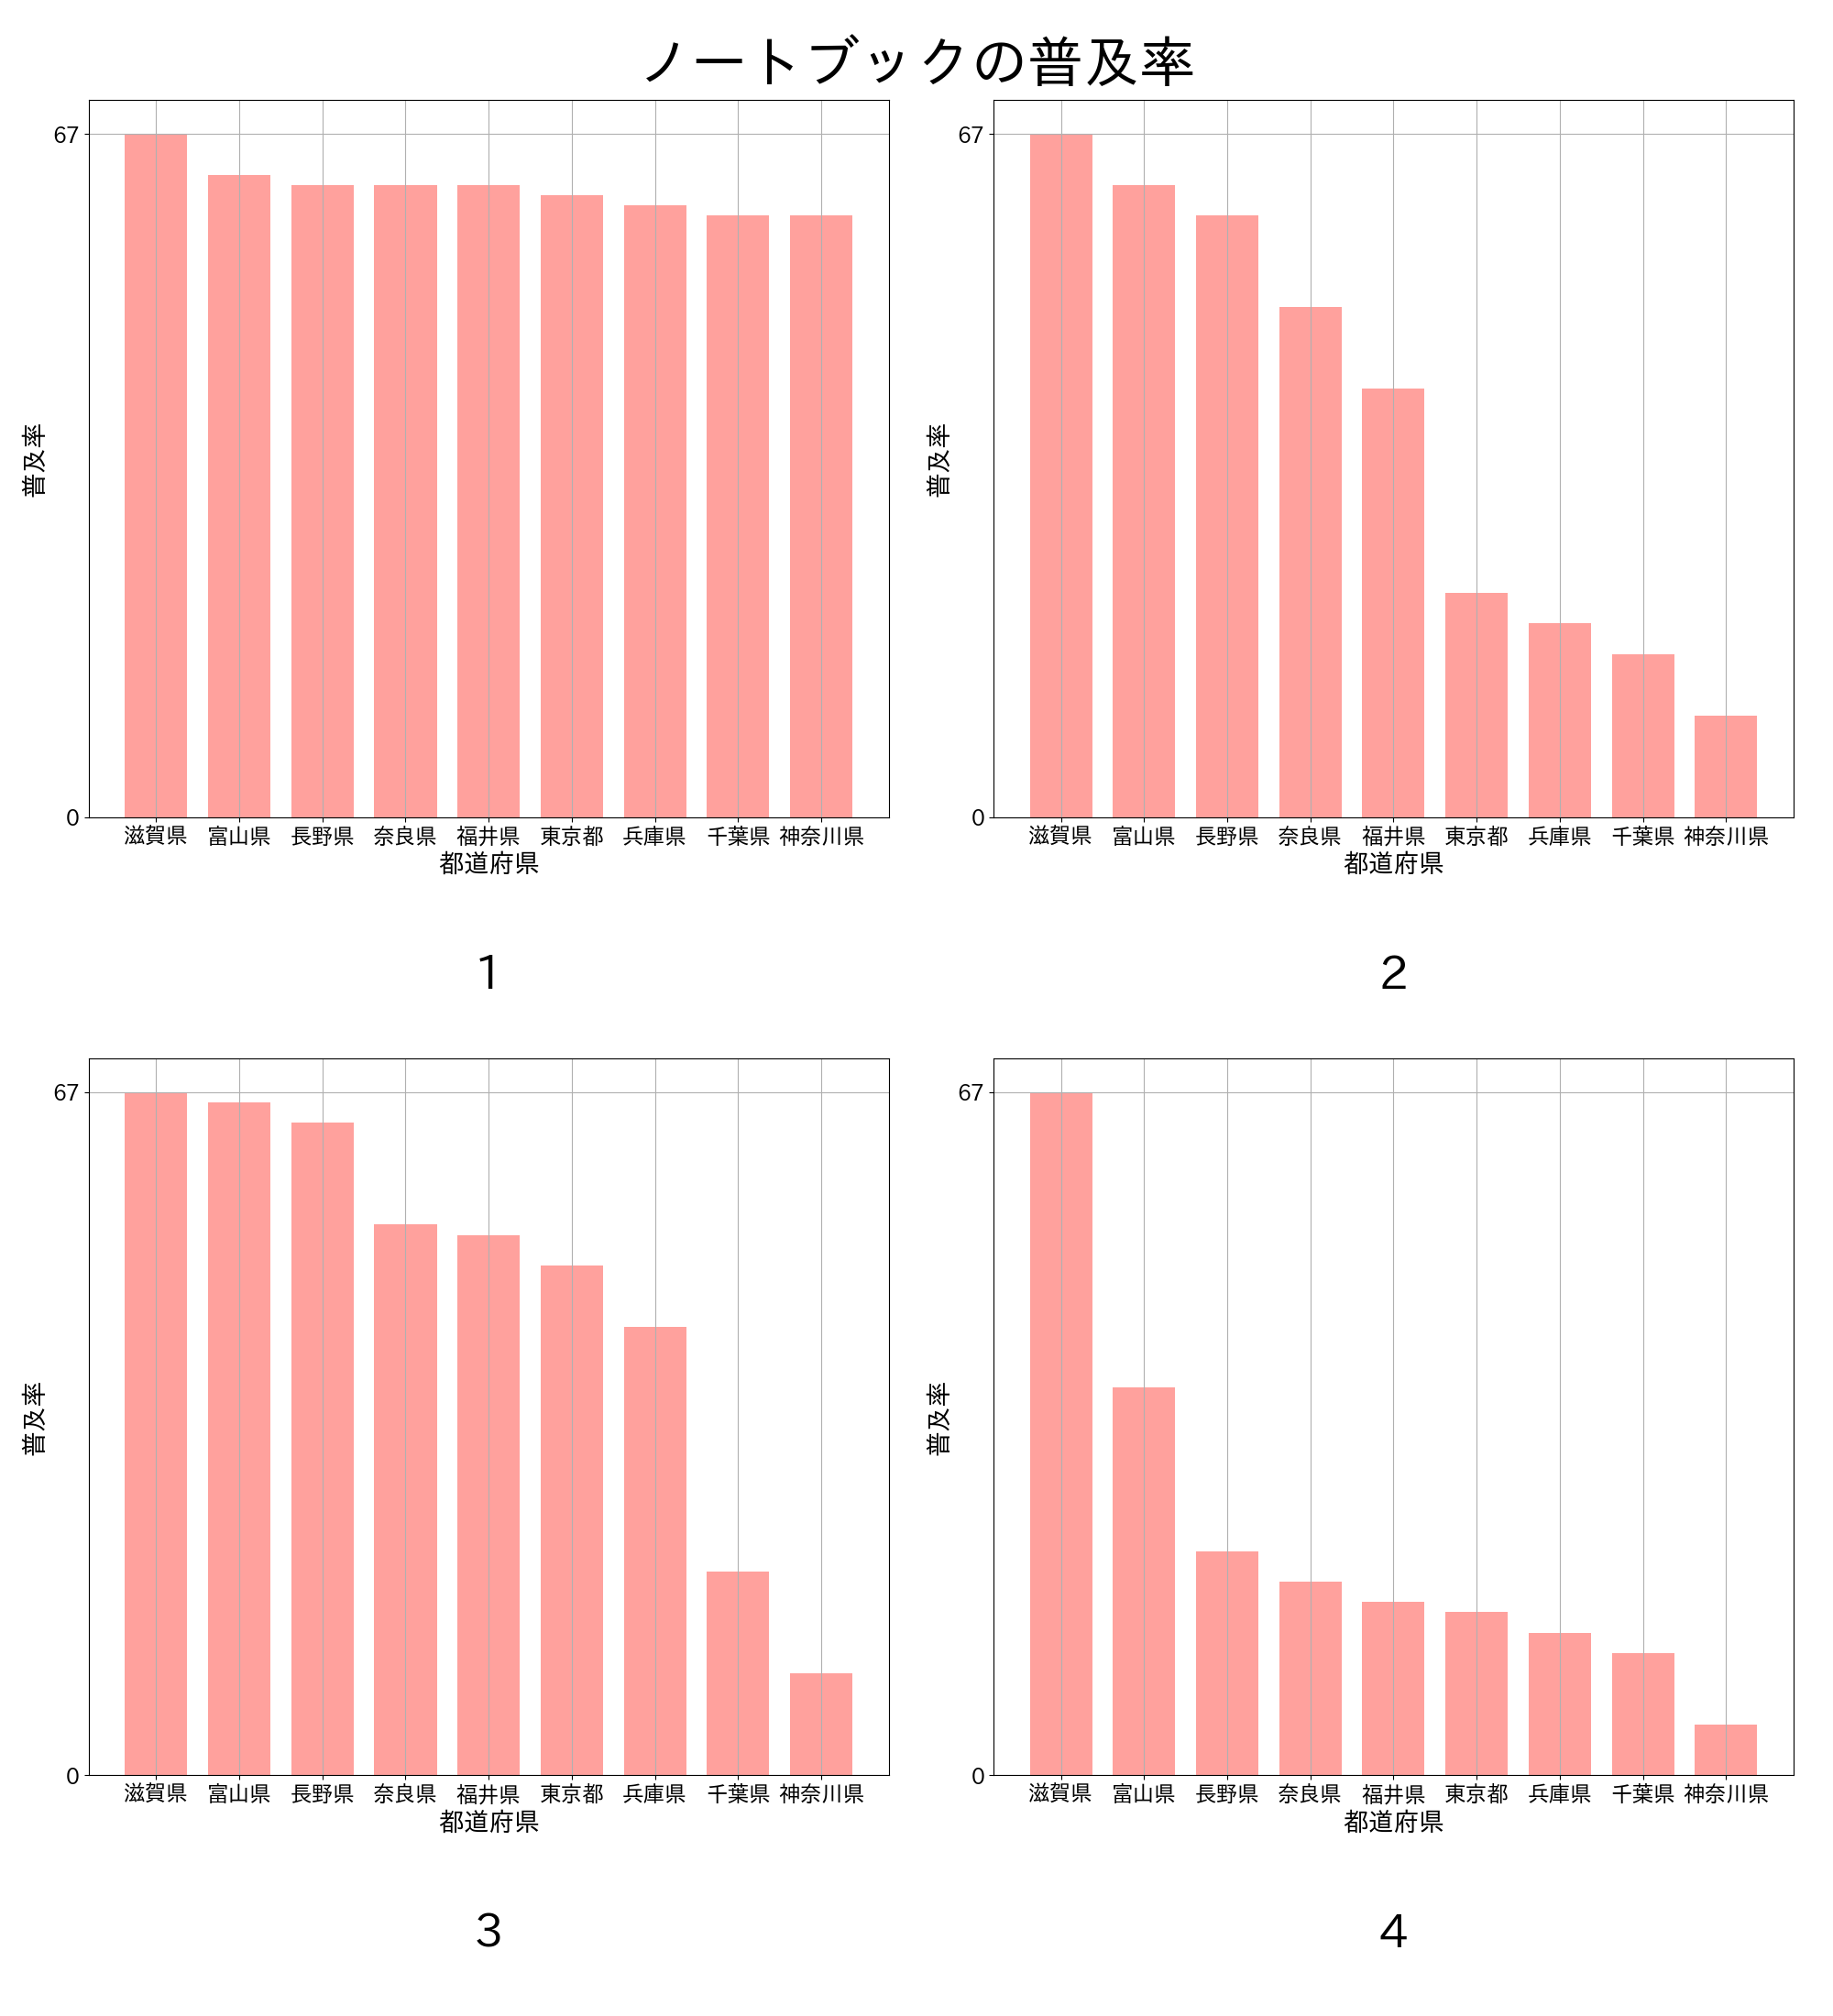 ノートブックの普及率
67
0
普及率
滋賀県 富山県 長野県 奈良県 福井県 東京都 兵庫県 千葉県 神奈川県
都道府県
1
67
0
普及率
滋賀県 富山県 長野県 奈良県 福井県 東京都 兵庫県 千葉県 神奈川県
都道府県
2
67
0
普及率
滋賀県 富山県 長野県 奈良県 福井県 東京都 兵庫県 千葉県 神奈川県
都道府県
3
67
0
普及率
滋賀県 富山県 長野県 奈良県 福井県 東京都 兵庫県 千葉県 神奈川県
都道府県
4